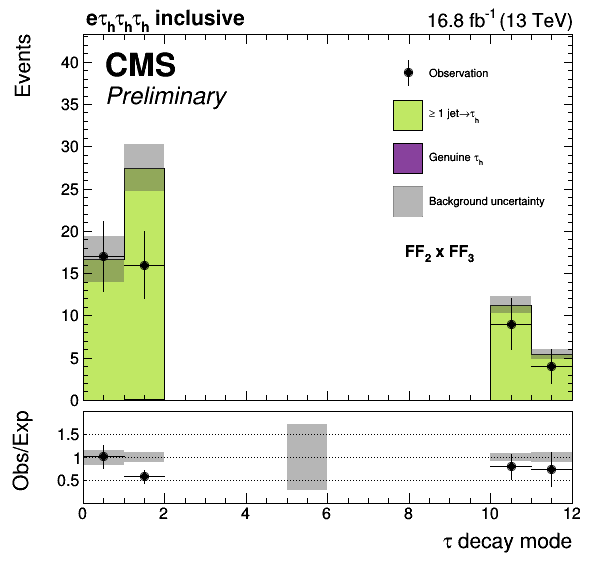 eτₕτₕτₕ inclusive
16.8 fb⁻¹ (13 TeV)
Events
CMS
Preliminary
Observation
≥ 1 jet→τₕ
Genuine τₕ
Background uncertainty
FF₂ x FF₃
40
35
30
25
20
15
10
5
0
Obs/Exp
1.5
1
0.5
0 2 4 6 8 10 12
τ decay mode